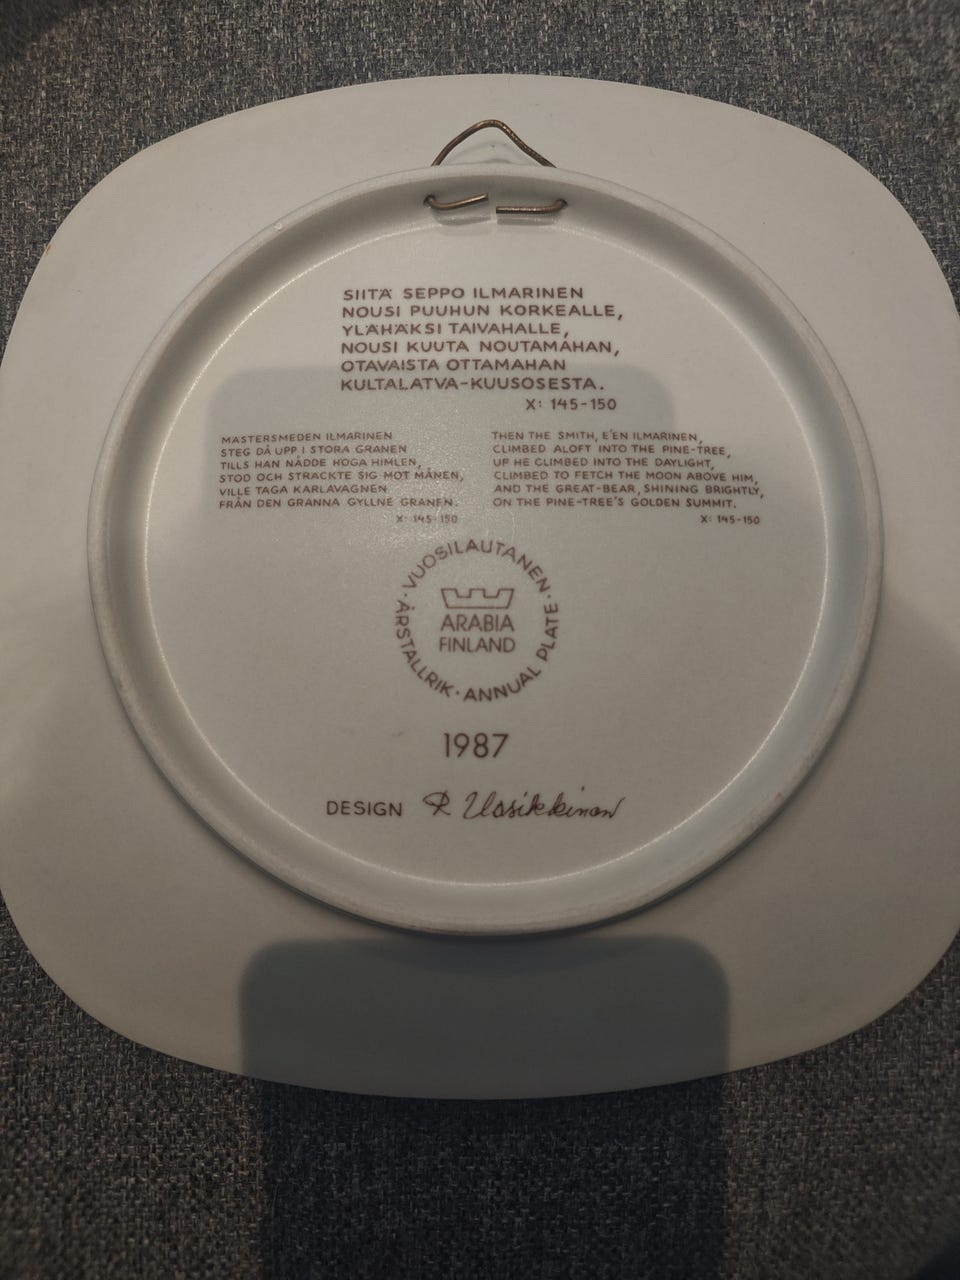 SIITÄ SEPPO ILMARINEN
NOUSI PUUHUN KORKEALLE,
YLÄHÄKSI TAIVAHALLE,
NOUSI KUUTA NOUTAMAHAN,
OTAVAISTA OTTAMAHAN
KULTALATVA-KUUSOSESTA.
X: 145-150
MÄSTERSMEDEN ILMARINEN
STEG DÅ UPP I STORA GRANEN
TILLS HAN NÅDDE HÖGA HIMLEN,
STOD OCH STRÄCKTE SIG MOT MÅNEN,
VILLE TAGA KARLAVAGNEN
FRÅN DEN GRANNA GYLLNE GRANEN.
X: 145-150
THEN THE SMITH, E'EN ILMARINEN,
CLIMBED ALOFT INTO THE PINE-TREE,
UP HE CLIMBED INTO THE DAYLIGHT,
CLIMBED TO FETCH THE MOON ABOVE HIM,
AND THE GREAT-BEAR, SHINING BRIGHTLY,
ON THE PINE-TREE'S GOLDEN SUMMIT.
X: 145-150
· VUOSILAUTANEN · ANNUAL PLATE · ÅRSTALLRIK
ARABIA
FINLAND
1987
DESIGN R Uosikkinen